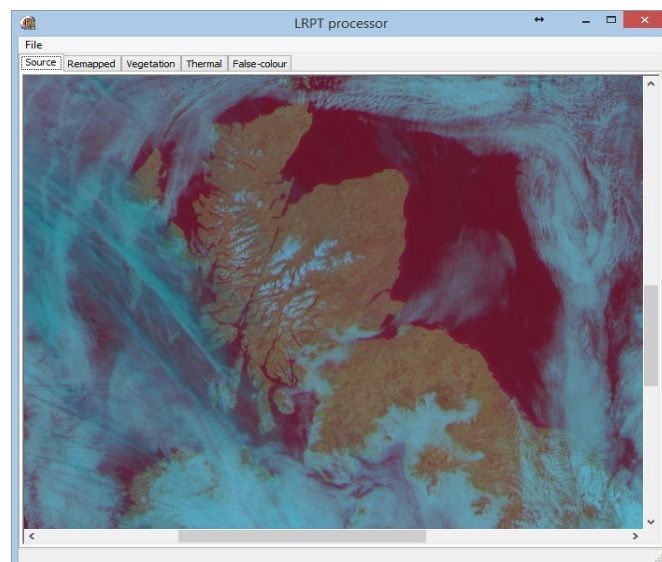 LRPT processor
File
Source Remapped Vegetation Thermal False-colour